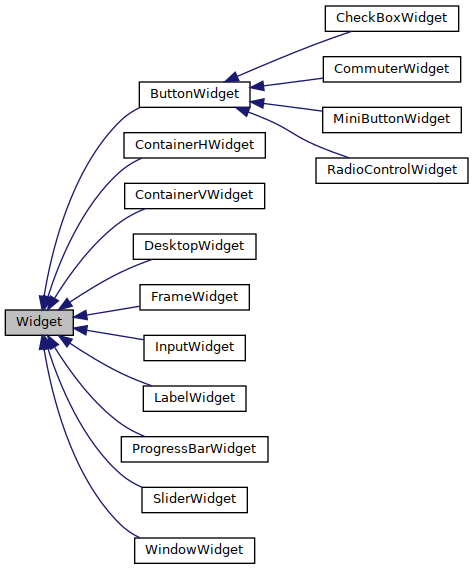 CheckBoxWidget
CommuterWidget
ButtonWidget
MiniButtonWidget
ContainerHWidget
RadioControlWidget
ContainerVWidget
DesktopWidget
FrameWidget
Widget
InputWidget
LabelWidget
ProgressBarWidget
SliderWidget
WindowWidget